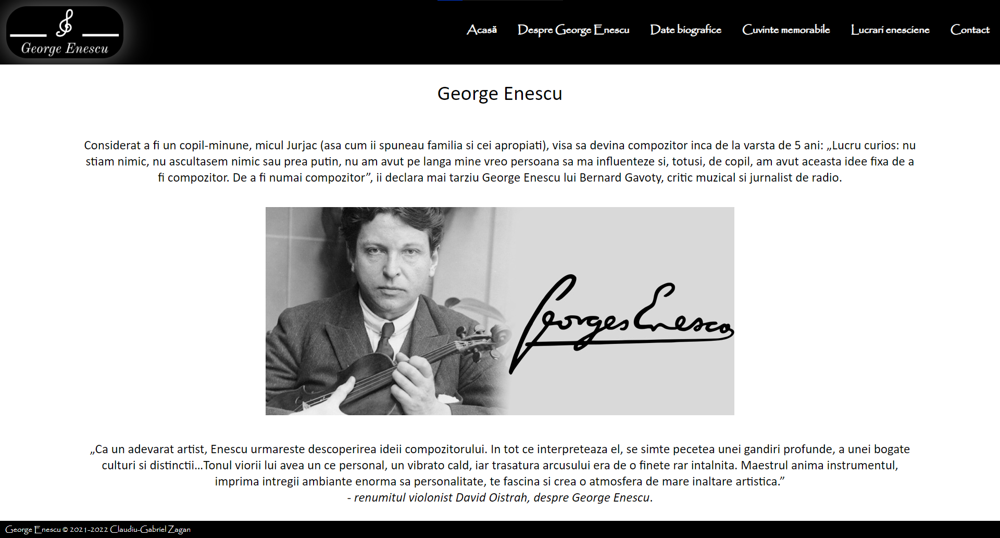 George Enescu
Acasă Despre George Enescu Date biografice Cuvinte memorabile Lucrari enesciene Contact
George Enescu
Considerat a fi un copil-minune, micul Jurjac (asa cum ii spuneau familia si cei apropiati), visa sa devina compozitor inca de la varsta de 5 ani: „Lucru curios: nu
stiam nimic, nu ascultasem nimic sau prea putin, nu am avut pe langa mine vreo persoana sa ma influenteze si, totusi, de copil, am avut aceasta idee fixa de a
fi compozitor. De a fi numai compozitor”, ii declara mai tarziu George Enescu lui Bernard Gavoty, critic muzical si jurnalist de radio.
Georges Enesco
„Ca un adevarat artist, Enescu urmareste descoperirea ideii compozitorului. In tot ce interpreteaza el, se simte pecetea unei gandiri profunde, a unei bogate
culturi si distinctii...Tonul viorii lui avea un ce personal, un vibrato cald, iar trasatura arcusului era de o finete rar intalnita. Maestrul anima instrumentul,
imprima intregii ambiante enorma sa personalitate, te fascina si crea o atmosfera de mare inaltare artistica.”
- renumitul violonist David Oistrah, despre George Enescu.
George Enescu © 2021-2022 Claudiu-Gabriel Zagan